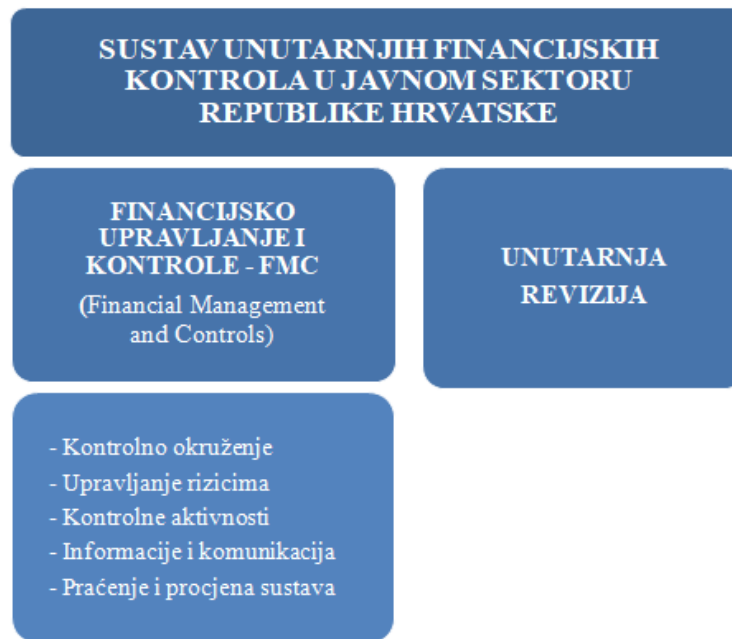 SUSTAV UNUTARNJIH FINANCIJSKIH
KONTROLA U JAVNOM SEKTORU
REPUBLIKE HRVATSKE
FINANCIJSKO
UPRAVLJANJE I
KONTROLE - FMC
(Financial Management
and Controls)
UNUTARNJA
REVIZIJA
- Kontrolno okruženje
- Upravljanje rizicima
- Kontrolne aktivnosti
- Informacije i komunikacija
- Praćenje i procjena sustava